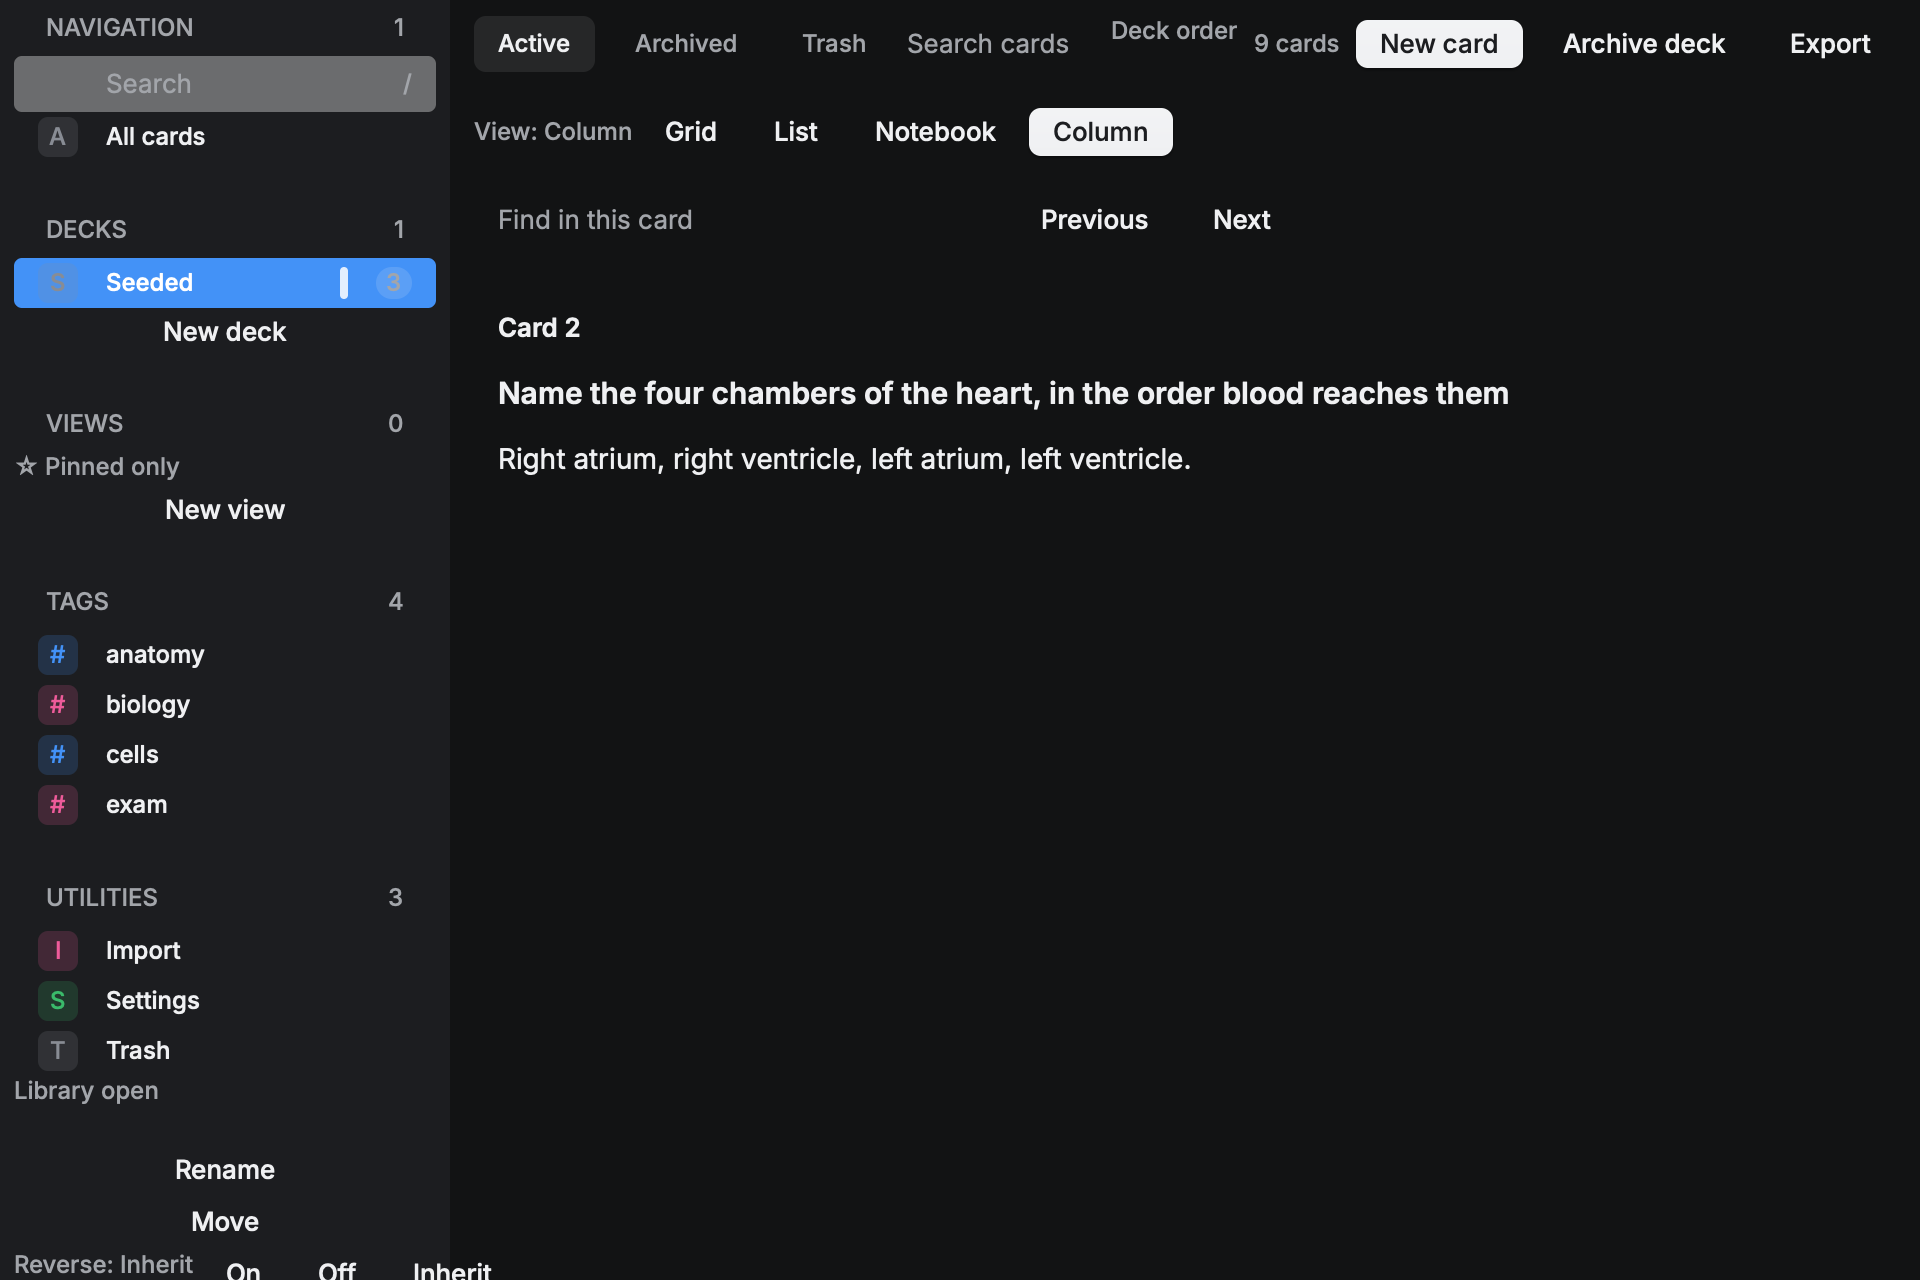 NAVIGATION 1
Search /
A All cards
DECKS 1
S Seeded 3
New deck
VIEWS 0
☆ Pinned only
New view
TAGS 4
# anatomy
# biology
# cells
# exam
UTILITIES 3
I Import
S Settings
T Trash
Library open
Rename
Move
Reverse: Inherit On Off Inherit
Active Archived Trash Search cards Deck order 9 cards New card Archive deck Export
View: Column Grid List Notebook Column
Find in this card Previous Next
Card 2
Name the four chambers of the heart, in the order blood reaches them
Right atrium, right ventricle, left atrium, left ventricle.